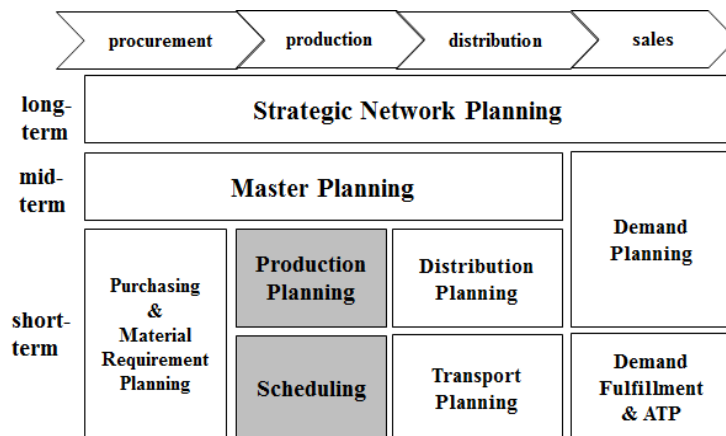 procurement
production
distribution
sales
long-
term
Strategic Network Planning
mid-
term
Master Planning
Demand
Planning
short-
term
Purchasing
&
Material
Requirement
Planning
Production
Planning
Distribution
Planning
Scheduling
Transport
Planning
Demand
Fulfillment
& ATP